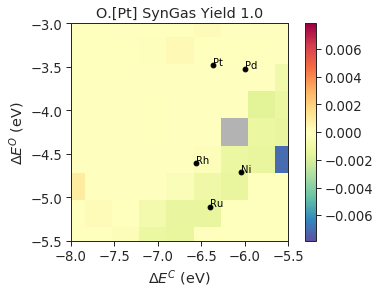 O.[Pt] SynGas Yield 1.0
−3.0
−3.5
−4.0
−4.5
−5.0
−5.5
ΔE^O (eV)
Pt
Pd
Rh
Ni
Ru
−8.0 −7.5 −7.0 −6.5 −6.0 −5.5
ΔE^C (eV)
0.006
0.004
0.002
0.000
−0.002
−0.004
−0.006